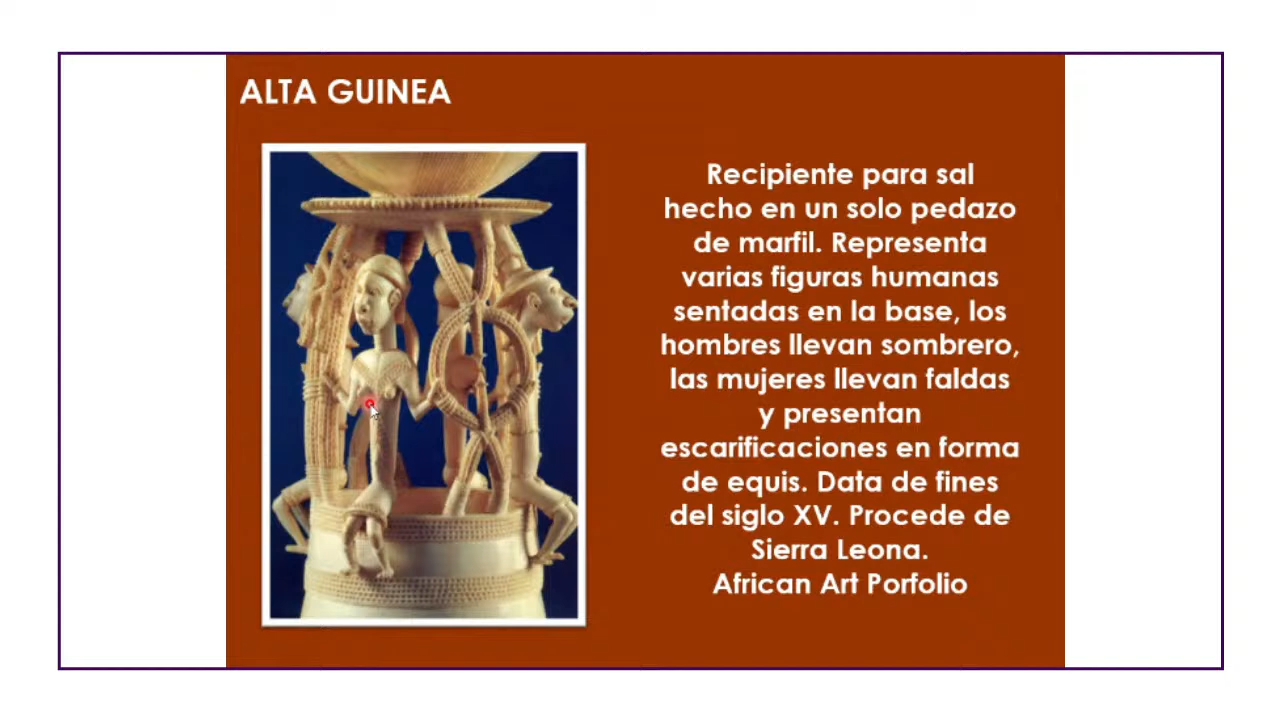 ALTA GUINEA
Recipiente para sal
hecho en un solo pedazo
de marfil. Representa
varias figuras humanas
sentadas en la base, los
hombres llevan sombrero,
las mujeres llevan faldas
y presentan
escarificaciones en forma
de equis. Data de fines
del siglo XV. Procede de
Sierra Leona.
African Art Porfolio